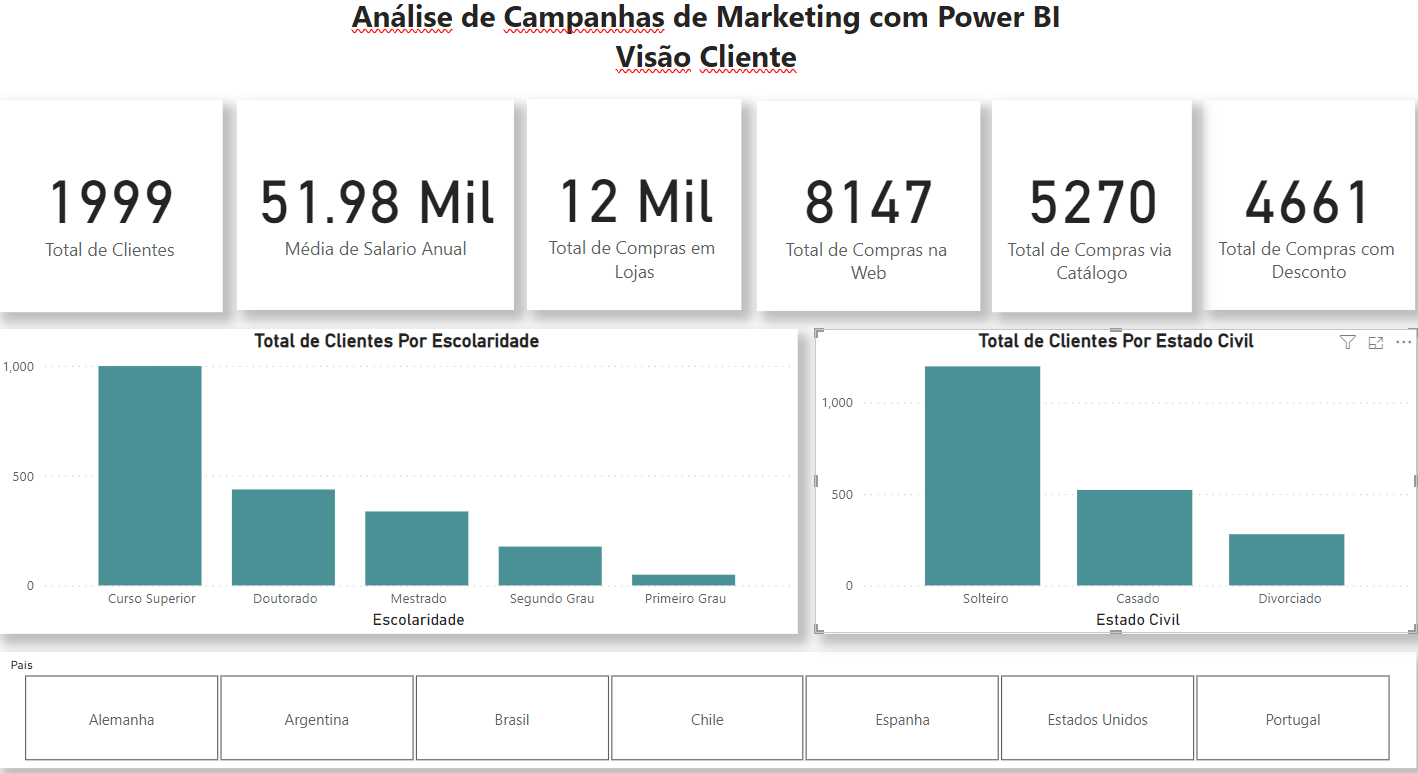 Análise de Campanhas de Marketing com Power BI
Visão Cliente
1999
Total de Clientes
51.98 Mil
Média de Salario Anual
12 Mil
Total de Compras em
Lojas
8147
Total de Compras na
Web
5270
Total de Compras via
Catálogo
4661
Total de Compras com
Desconto
Total de Clientes Por Escolaridade
1,000
500
0
Curso Superior
Doutorado
Mestrado
Segundo Grau
Primeiro Grau
Escolaridade
Total de Clientes Por Estado Civil
1,000
500
0
Solteiro
Casado
Divorciado
Estado Civil
Pais
Alemanha
Argentina
Brasil
Chile
Espanha
Estados Unidos
Portugal